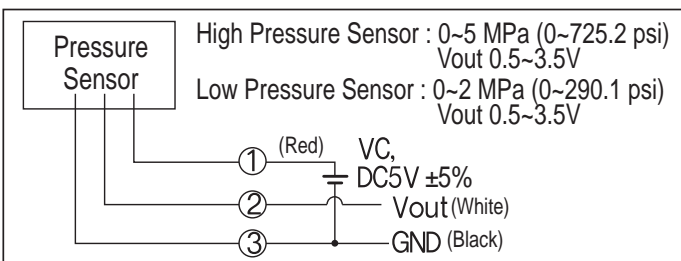 Pressure
Sensor
High Pressure Sensor : 0~5 MPa (0~725.2 psi)
Vout 0.5~3.5V
Low Pressure Sensor : 0~2 MPa (0~290.1 psi)
Vout 0.5~3.5V
① (Red) VC,
DC5V ±5%
② Vout (White)
③ GND (Black)